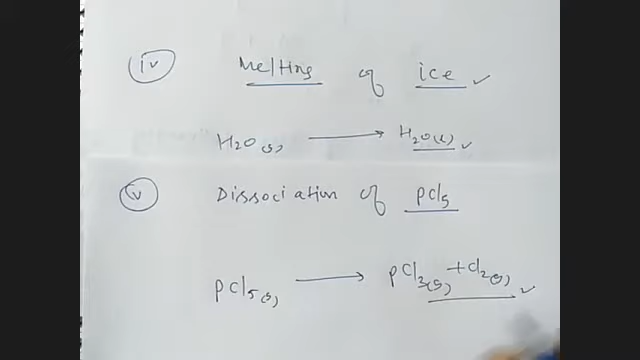 iv Melting of ice
H2O(s) → H2O(l)
v Dissociation of PCl5
PCl5(s) → PCl3(s) + Cl2(g)